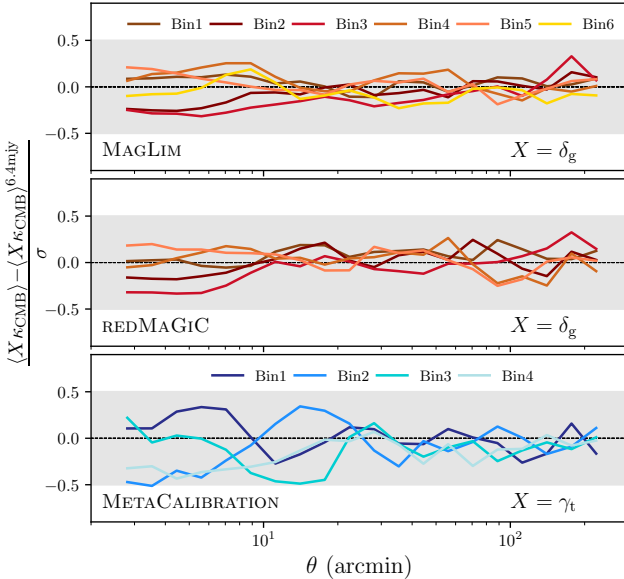 Bin1 Bin2 Bin3 Bin4 Bin5 Bin6
0.5
0.0
−0.5
MAGLIM X = δg
0.5
0.0
−0.5
REDMAGIC X = δg
Bin1 Bin2 Bin3 Bin4
0.5
0.0
−0.5
METACALIBRATION X = γt
10^1 10^2
θ (arcmin)
⟨XκCMB⟩−⟨XκCMB⟩^6.4mjy
σ